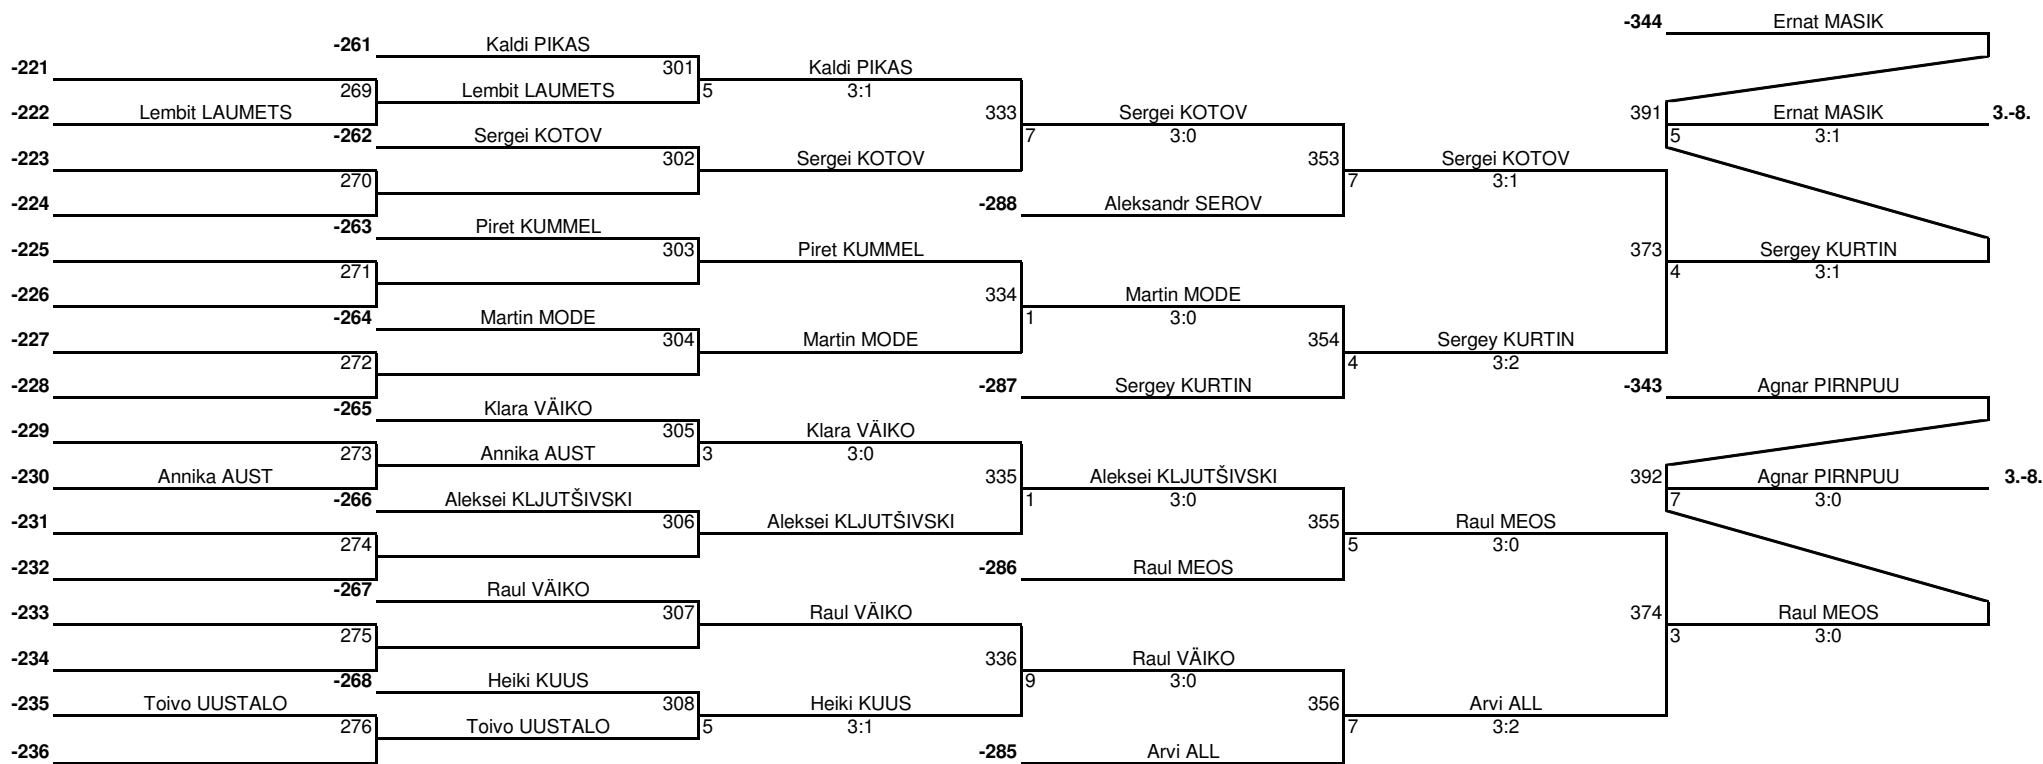 -344 Ernat MASIK
-261 Kaldi PIKAS
-221 301 Kaldi PIKAS
269 Lembit LAUMETS 5 3:1
-222 Lembit LAUMETS 333 Sergei KOTOV 391 Ernat MASIK 3.-8.
-262 Sergei KOTOV 7 3:0 5 3:1
-223 302 Sergei KOTOV 353 Sergei KOTOV
270 7 3:1
-224 -288 Aleksandr SEROV
-263 Piret KUMMEL
-225 303 Piret KUMMEL 373 Sergey KURTIN
271 4 3:1
-226 334 Martin MODE
-264 Martin MODE 1 3:0
-227 304 Martin MODE 354 Sergey KURTIN
272 4 3:2
-228 -287 Sergey KURTIN -343 Agnar PIRNPUU
-265 Klara VÄIKO
-229 305 Klara VÄIKO
273 Annika AUST 3 3:0
-230 Annika AUST 335 Aleksei KLJUTŠIVSKI 392 Agnar PIRNPUU 3.-8.
-266 Aleksei KLJUTŠIVSKI 1 3:0 7 3:0
-231 306 Aleksei KLJUTŠIVSKI 355 Raul MEOS
274 5 3:0
-232 -286 Raul MEOS
-267 Raul VÄIKO
-233 307 Raul VÄIKO 374 Raul MEOS
275 3 3:0
-234 336 Raul VÄIKO
-268 Heiki KUUS 9 3:0
-235 Toivo UUSTALO 308 Heiki KUUS 356 Arvi ALL
276 Toivo UUSTALO 5 3:1 7 3:2
-236 -285 Arvi ALL